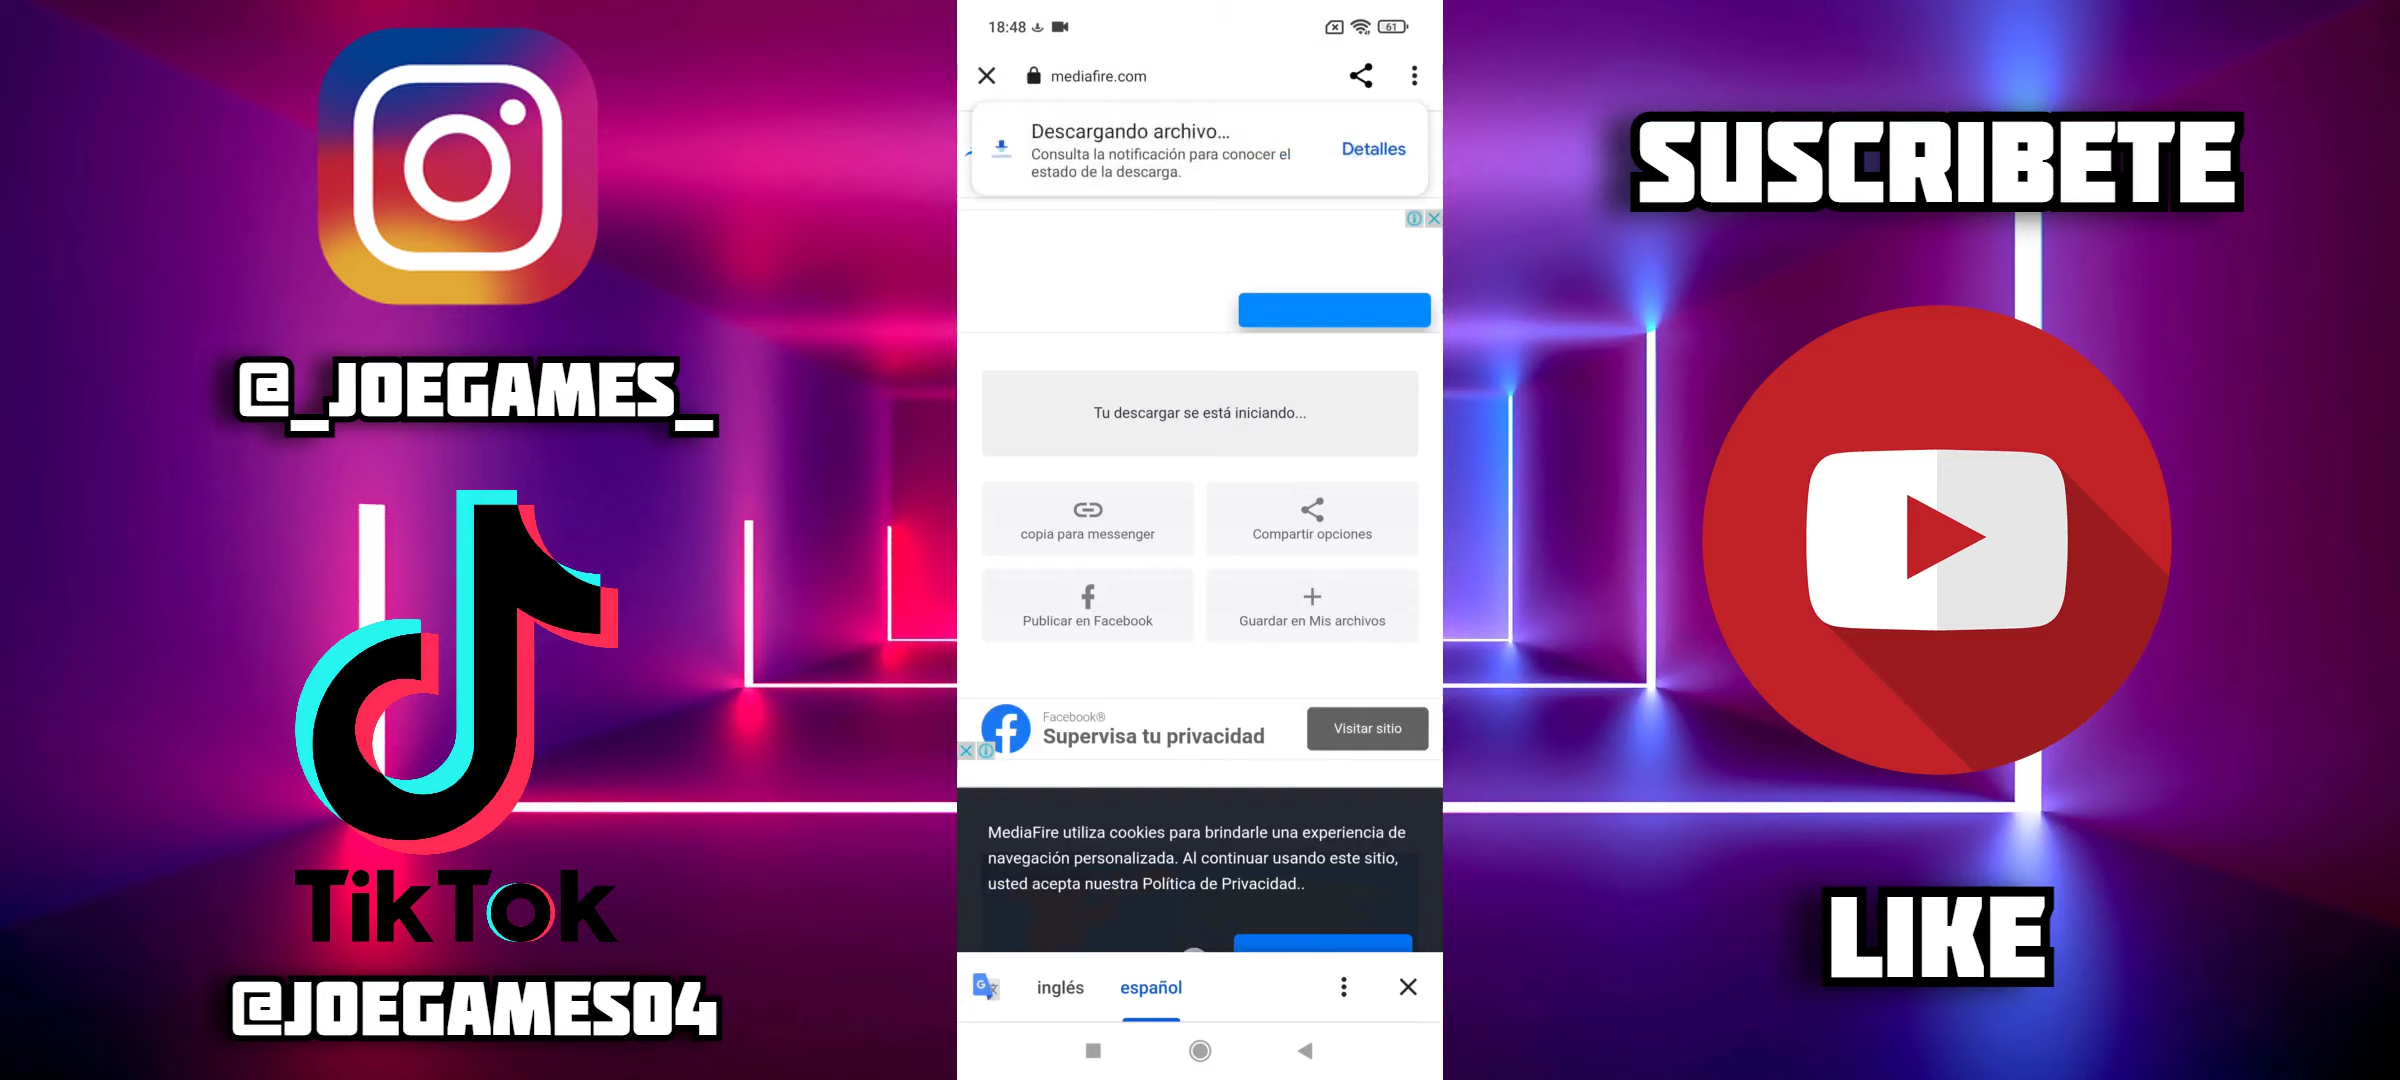 @_JOEGAMES_
TikTok
@JOEGAMES04
18:48
61
mediafire.com
Descargando archivo...
Consulta la notificación para conocer el
estado de la descarga.
Detalles
Tu descargar se está iniciando...
copia para messenger
Compartir opciones
Publicar en Facebook
Guardar en Mis archivos
Facebook®
Supervisa tu privacidad
Visitar sitio
MediaFire utiliza cookies para brindarle una experiencia de
navegación personalizada. Al continuar usando este sitio,
usted acepta nuestra Política de Privacidad..
inglés
español
SUSCRIBETE
LIKE